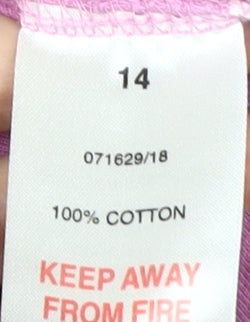 14
071629/18
100% COTTON
KEEP AWAY
FROM FIRE